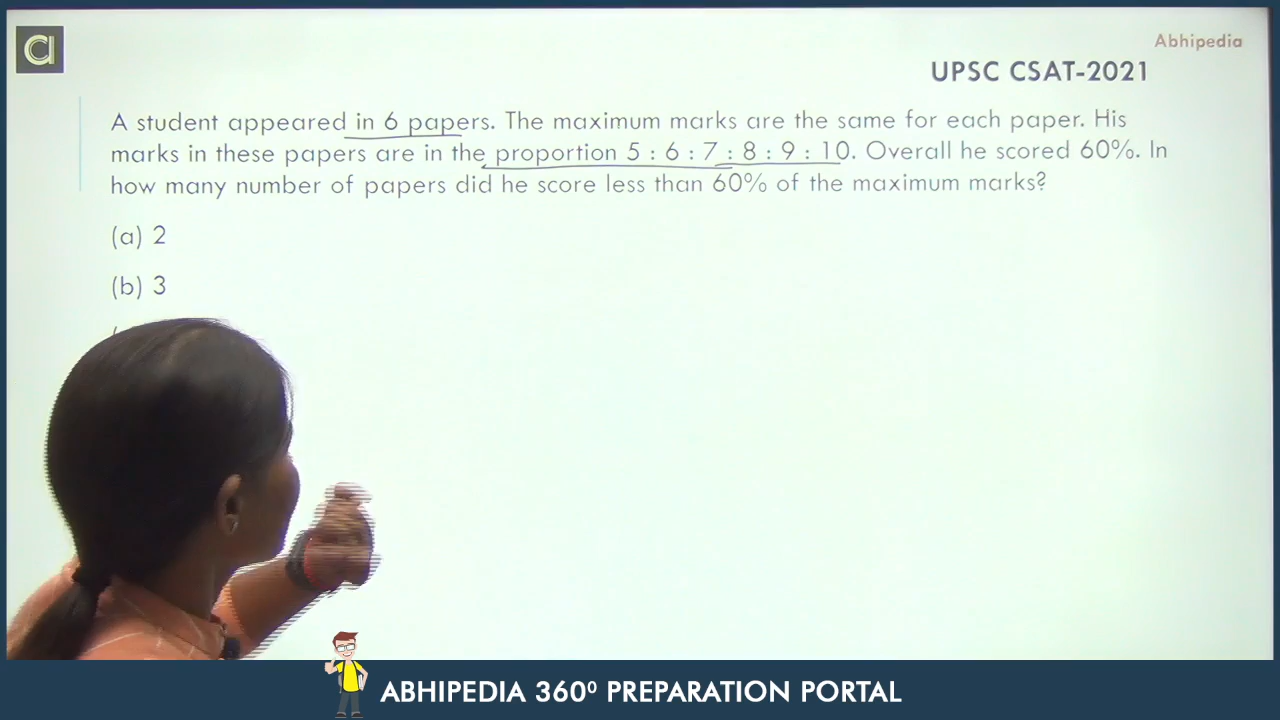 Abhipedia
UPSC CSAT-2021
A student appeared in 6 papers. The maximum marks are the same for each paper. His
marks in these papers are in the proportion 5 : 6 : 7 : 8 : 9 : 10. Overall he scored 60%. In
how many number of papers did he score less than 60% of the maximum marks?
(a) 2
(b) 3
ABHIPEDIA 360⁰ PREPARATION PORTAL